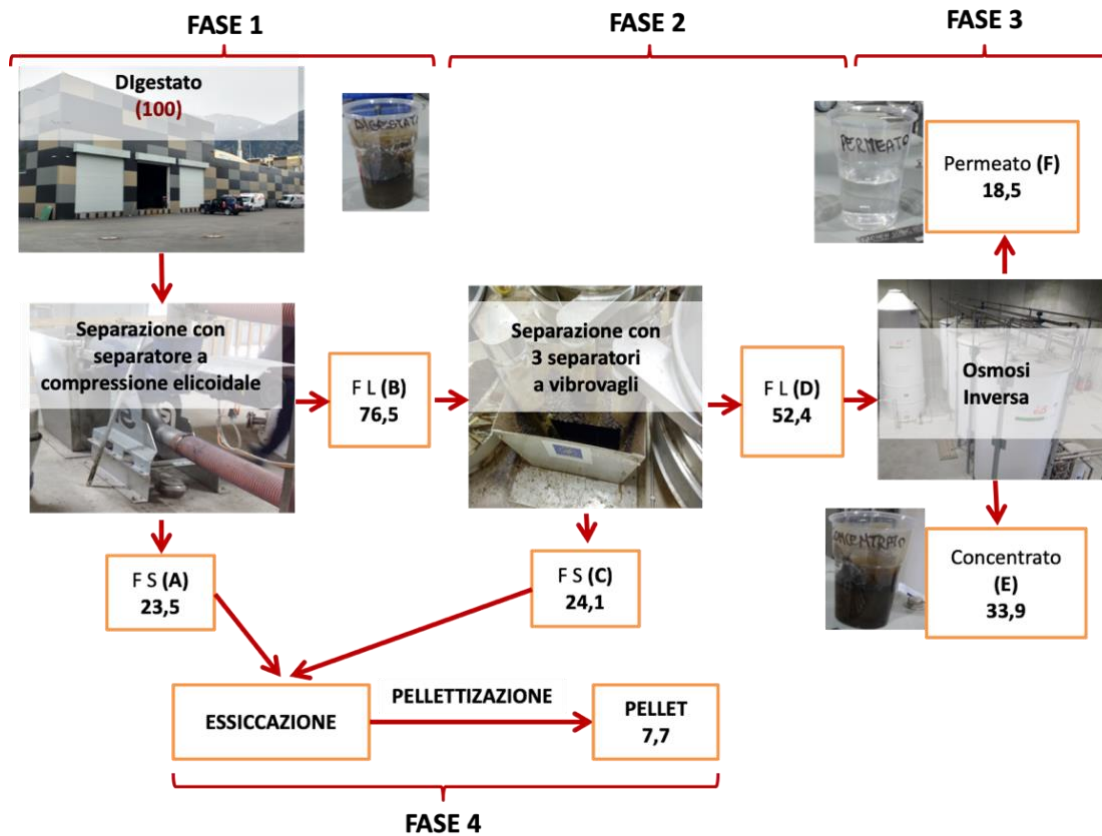 FASE 1
FASE 2
FASE 3
DIgestato
(100)
DIGESTATO
PERMEATO
Permeato (F)
18,5
Separazione con
separatore a
compressione elicoidale
F L (B)
76,5
Separazione con
3 separatori
a vibrovagli
F L (D)
52,4
Osmosi
Inversa
F S (A)
23,5
F S (C)
24,1
CONCENTRATO
Concentrato
(E)
33,9
ESSICCAZIONE
PELLETTIZAZIONE
PELLET
7,7
FASE 4